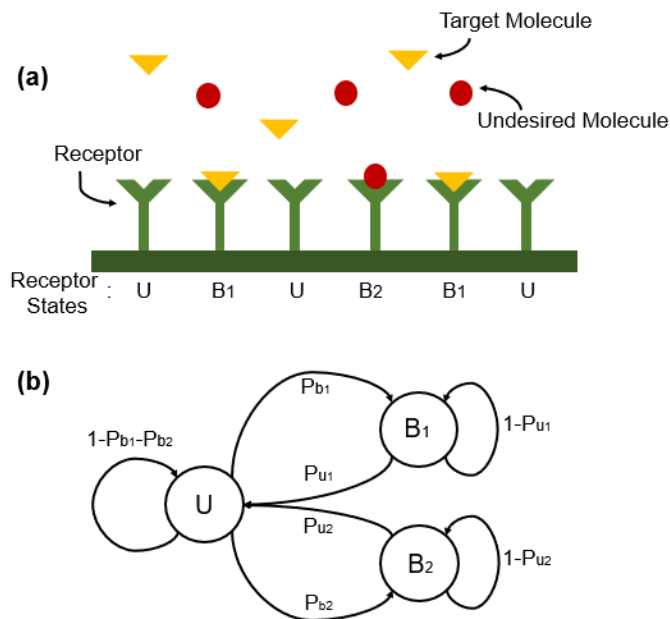 Target Molecule
(a)
Undesired Molecule
Receptor
Receptor States : U B1 U B2 B1 U
(b)
Pb1
B1
1-Pu1
1-Pb1-Pb2
Pu1
U
Pu2
B2
1-Pu2
Pb2